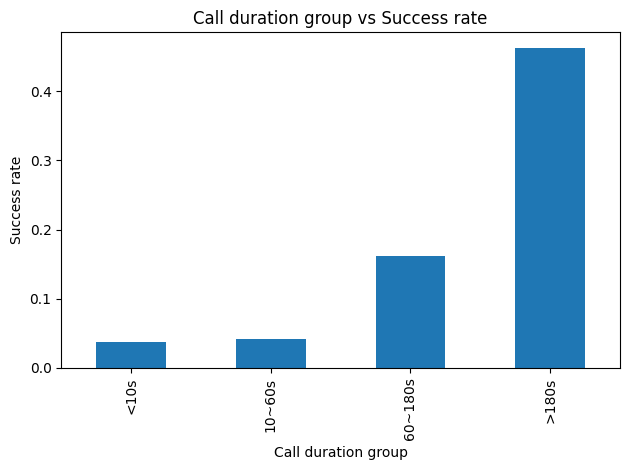 Call duration group vs Success rate
Success rate
0.4
0.3
0.2
0.1
0.0
<10s
10~60s
60~180s
>180s
Call duration group